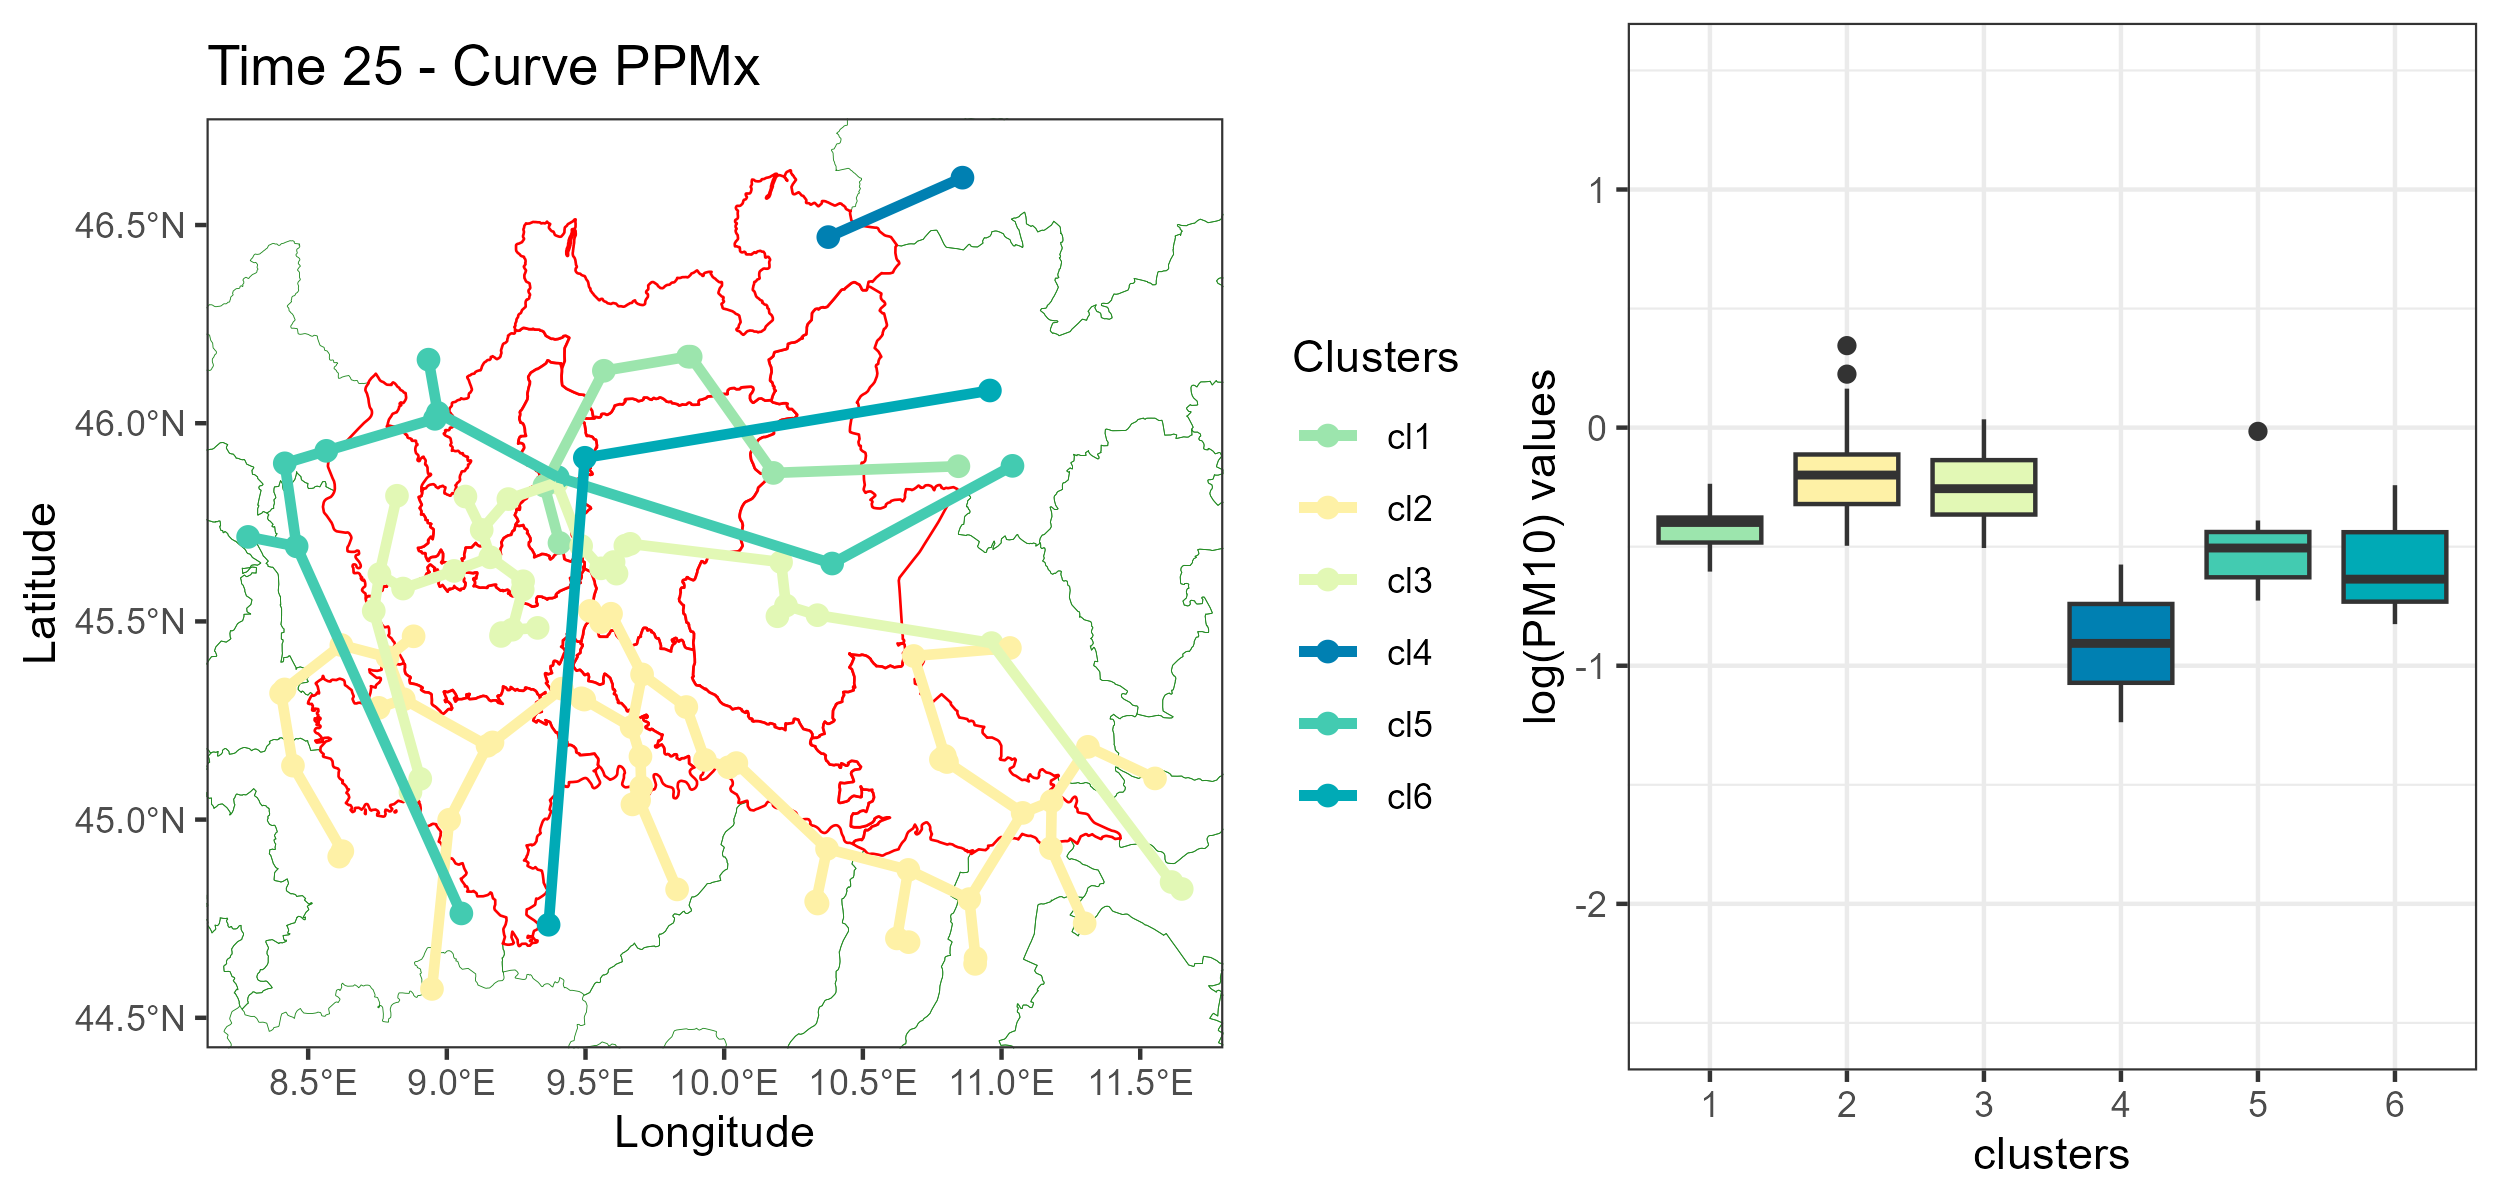 Time 25 - Curve PPMx
46.5°N
46.0°N
45.5°N
45.0°N
44.5°N
Latitude
8.5°E 9.0°E 9.5°E 10.0°E 10.5°E 11.0°E 11.5°E
Longitude
Clusters
cl1
cl2
cl3
cl4
cl5
cl6
log(PM10) values
1
0
-1
-2
1 2 3 4 5 6
clusters